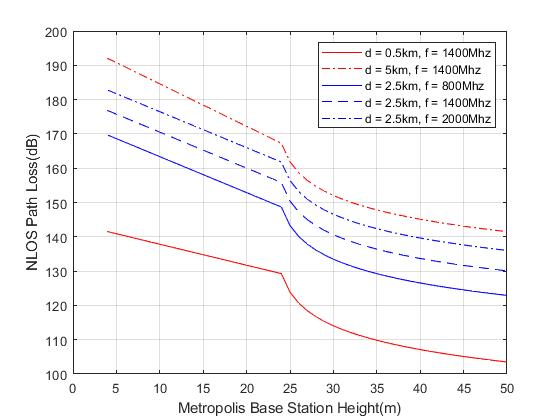 200
190
180
170
160
150
140
130
120
110
100
NLOS Path Loss(dB)
d = 0.5km, f = 1400Mhz
d = 5km, f = 1400Mhz
d = 2.5km, f = 800Mhz
d = 2.5km, f = 1400Mhz
d = 2.5km, f = 2000Mhz
0 5 10 15 20 25 30 35 40 45 50
Metropolis Base Station Height(m)